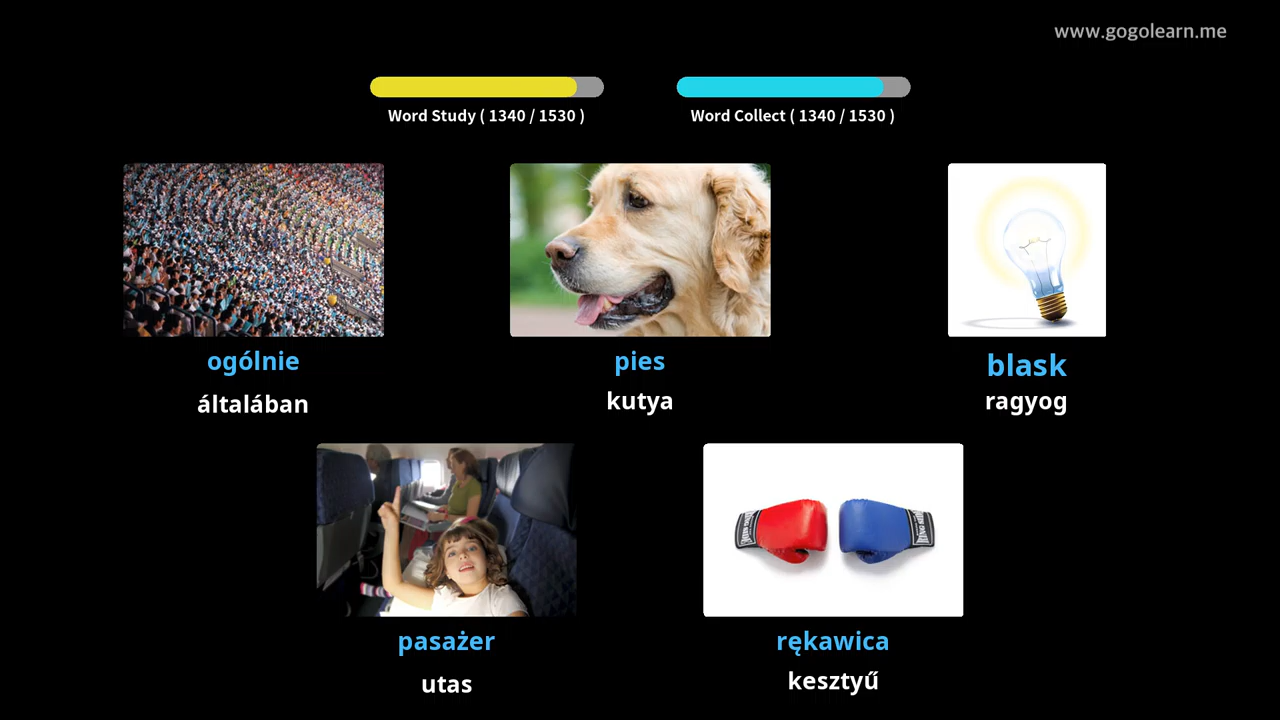 www.gogolearn.me
Word Study ( 1340 / 1530 )
Word Collect ( 1340 / 1530 )
ogólnie
pies
blask
általában
kutya
ragyog
pasażer
rękawica
utas
kesztyű